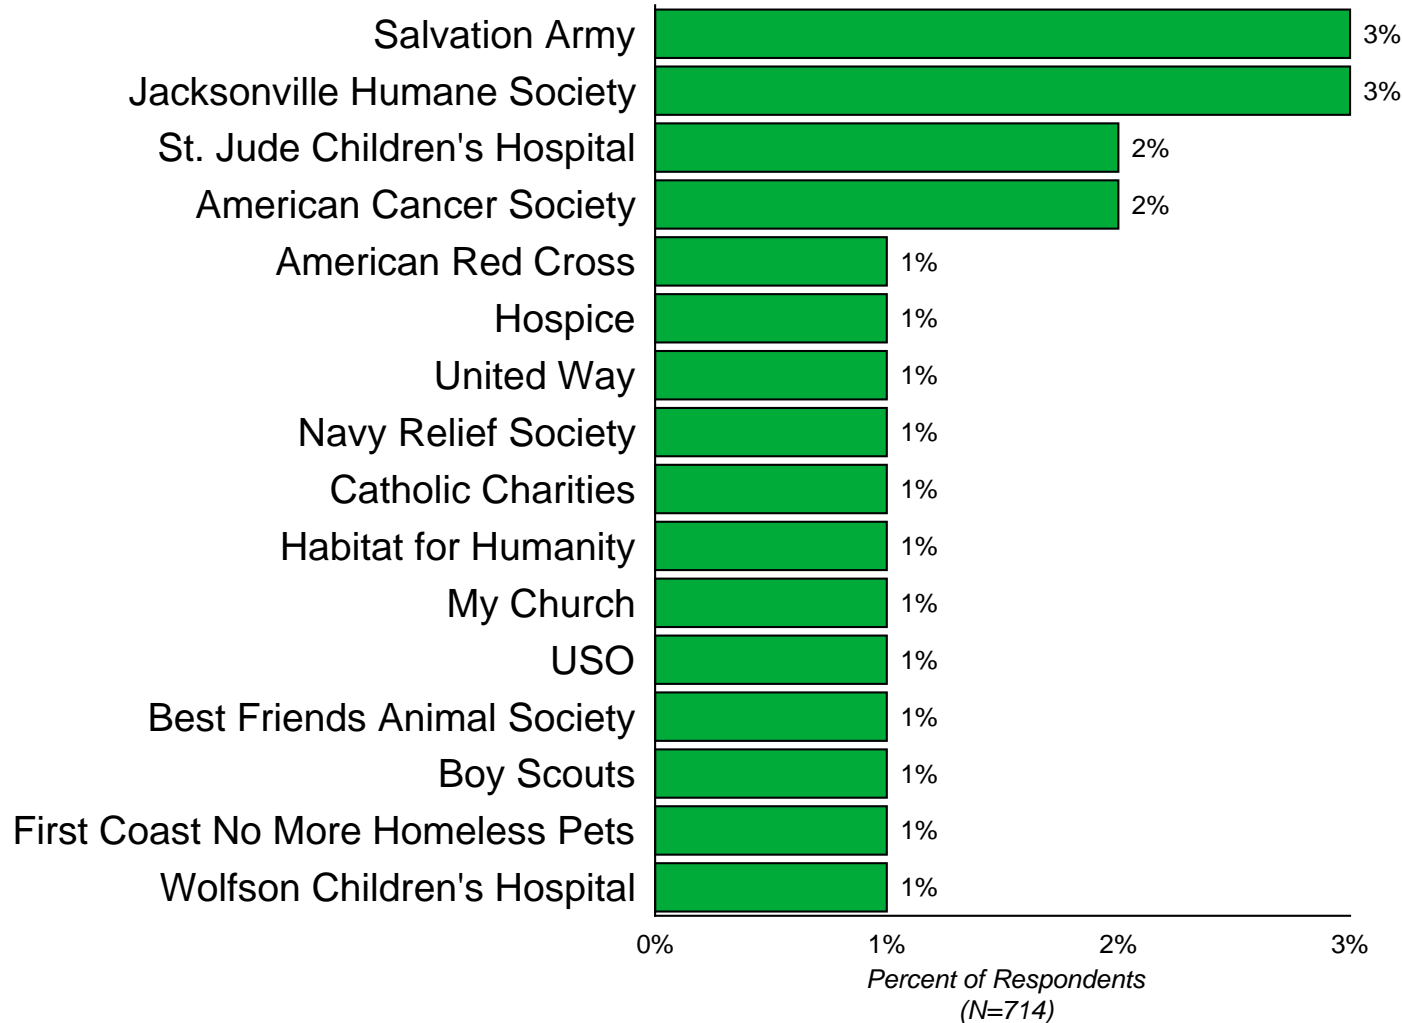 Salvation Army 3%
Jacksonville Humane Society 3%
St. Jude Children's Hospital 2%
American Cancer Society 2%
American Red Cross 1%
Hospice 1%
United Way 1%
Navy Relief Society 1%
Catholic Charities 1%
Habitat for Humanity 1%
My Church 1%
USO 1%
Best Friends Animal Society 1%
Boy Scouts 1%
First Coast No More Homeless Pets 1%
Wolfson Children's Hospital 1%
0% 1% 2% 3%
Percent of Respondents
(N=714)